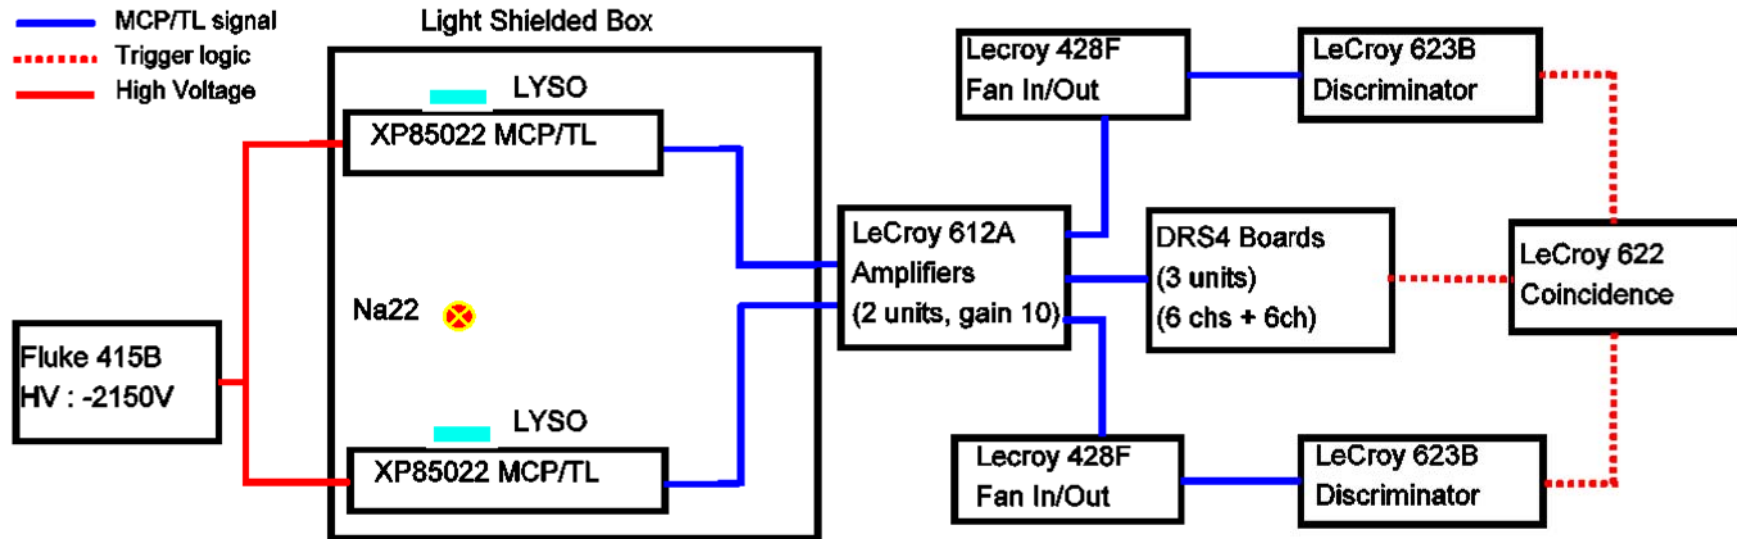 MCP/TL signal
Trigger logic
High Voltage
Light Shielded Box
LYSO
XP85022 MCP/TL
Na22
Fluke 415B
HV : -2150V
LYSO
XP85022 MCP/TL
LeCroy 612A
Amplifiers
(2 units, gain 10)
Lecroy 428F
Fan In/Out
LeCroy 623B
Discriminator
DRS4 Boards
(3 units)
(6 chs + 6ch)
LeCroy 622
Coincidence
Lecroy 428F
Fan In/Out
LeCroy 623B
Discriminator